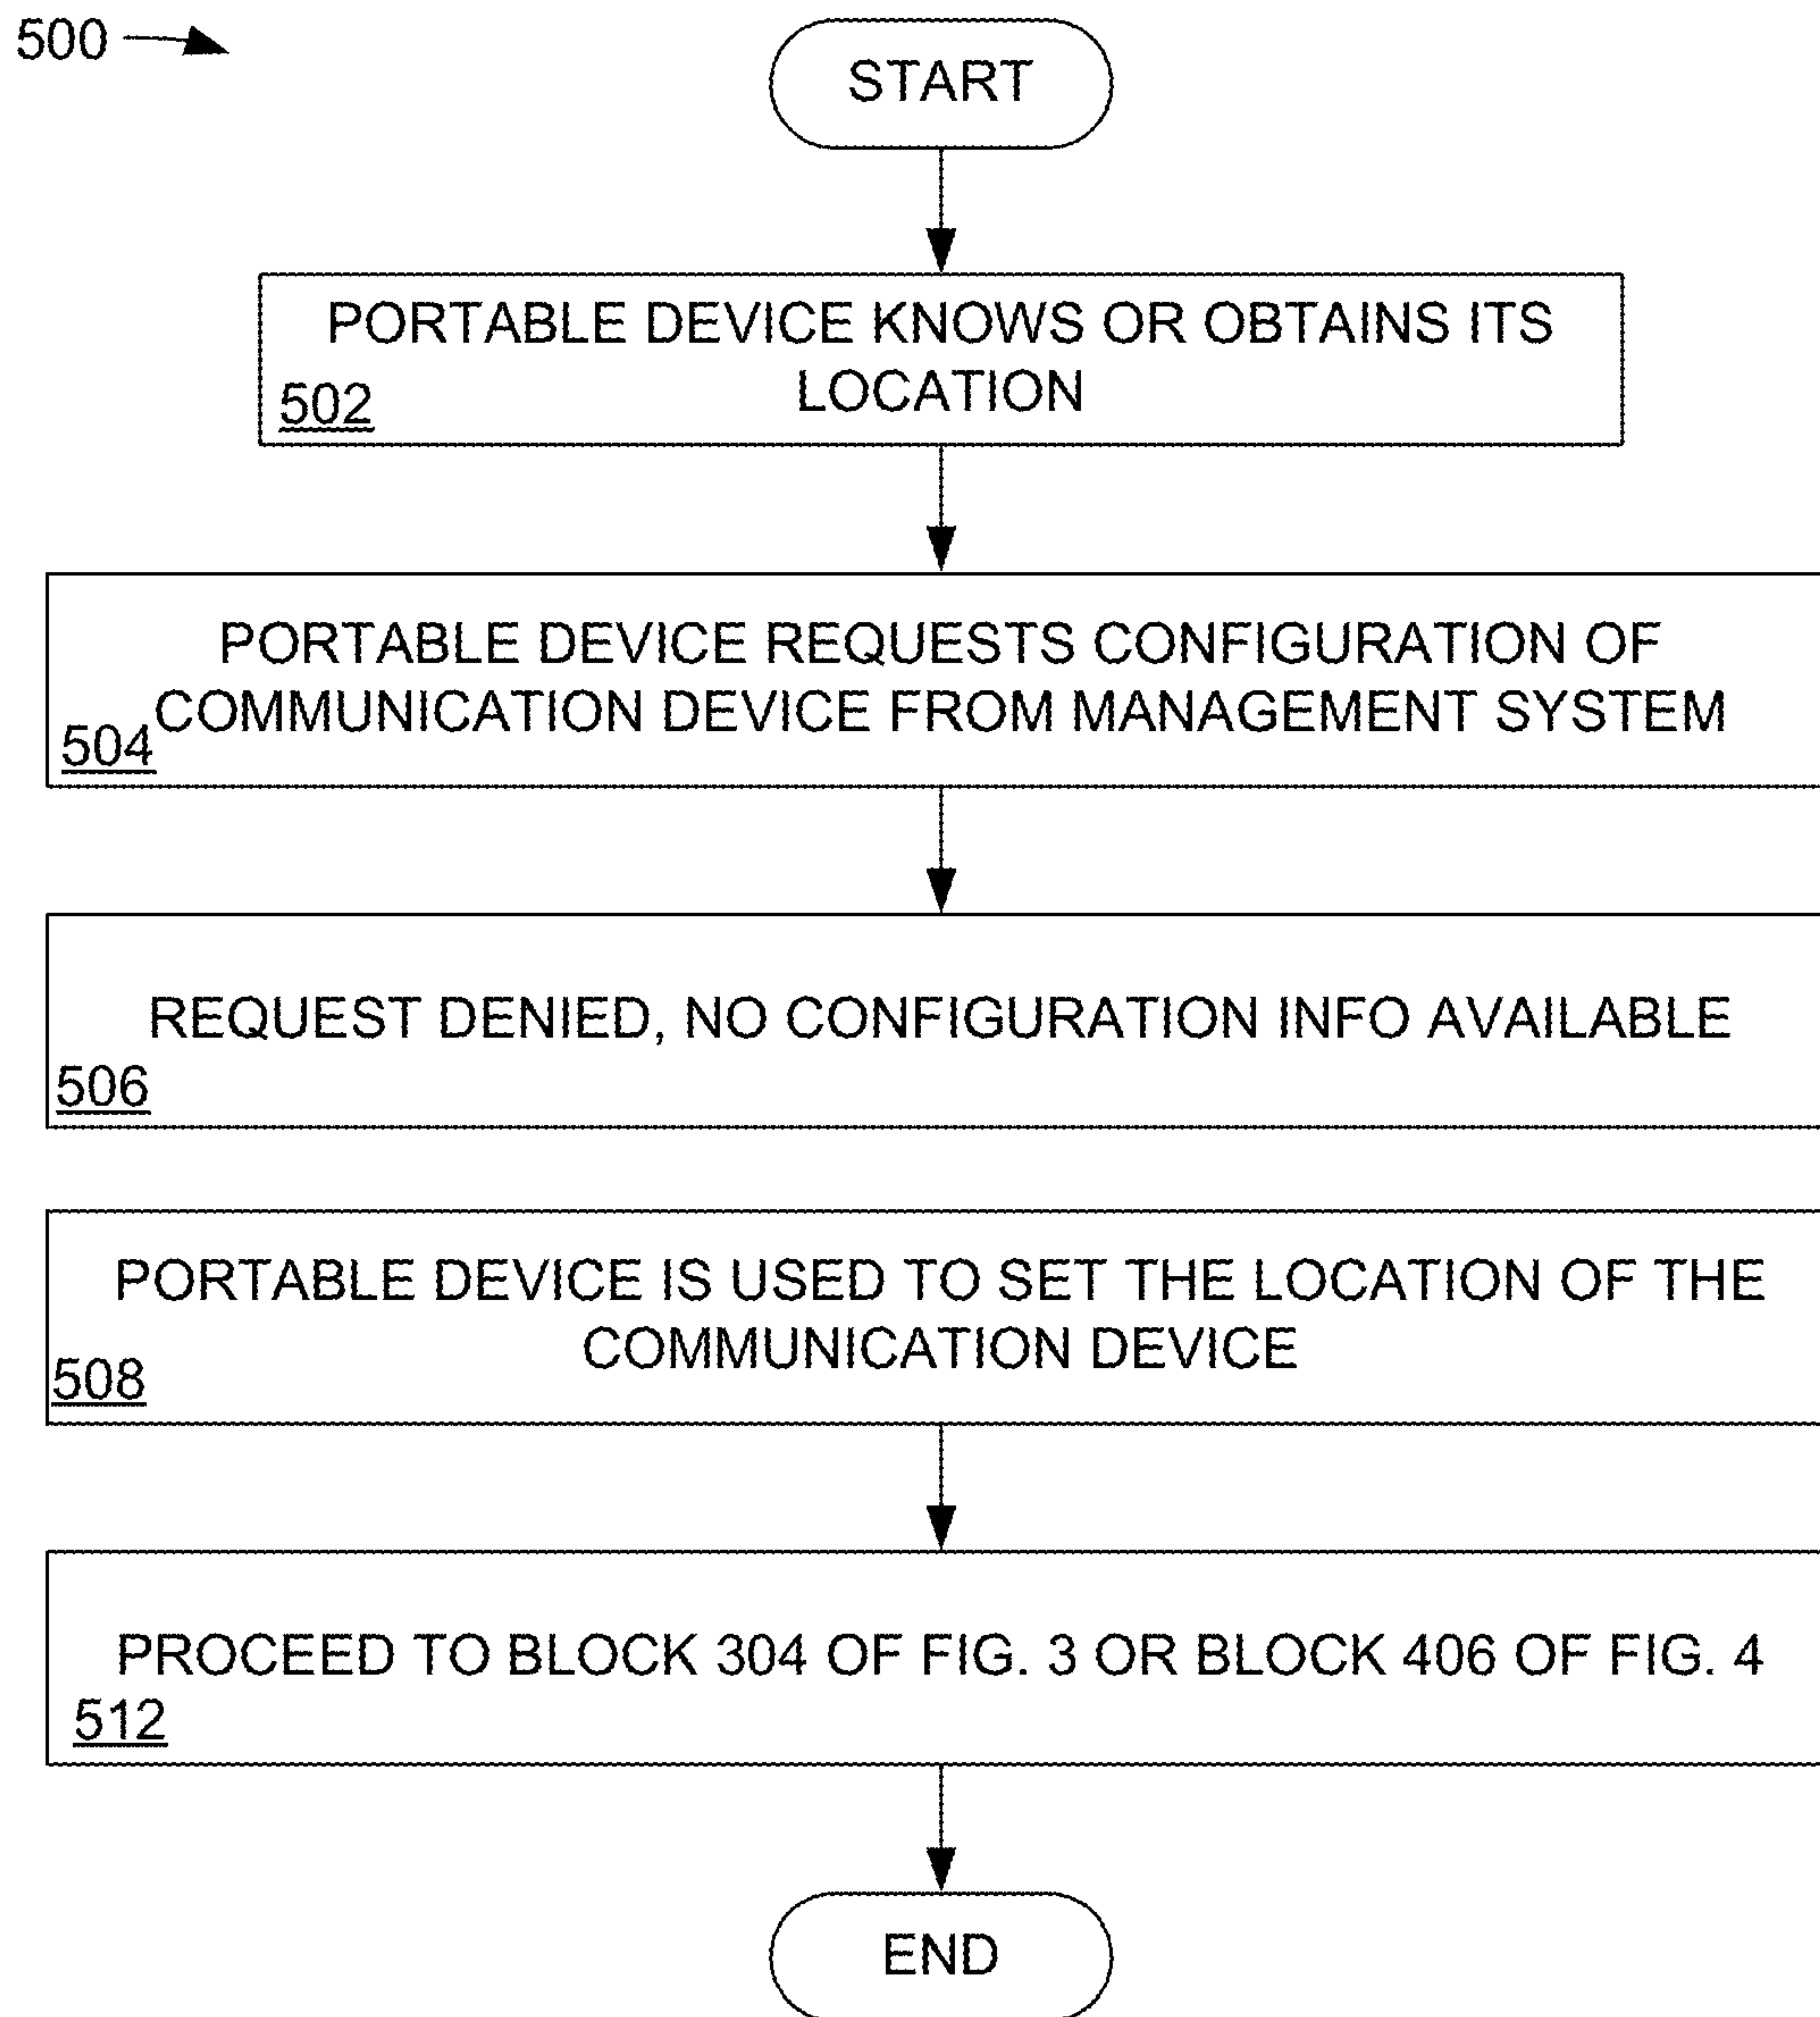 500
START
PORTABLE DEVICE KNOWS OR OBTAINS ITS
LOCATION
502
PORTABLE DEVICE REQUESTS CONFIGURATION OF
COMMUNICATION DEVICE FROM MANAGEMENT SYSTEM
504
REQUEST DENIED, NO CONFIGURATION INFO AVAILABLE
506
PORTABLE DEVICE IS USED TO SET THE LOCATION OF THE
COMMUNICATION DEVICE
508
PROCEED TO BLOCK 304 OF FIG. 3 OR BLOCK 406 OF FIG. 4
512
END